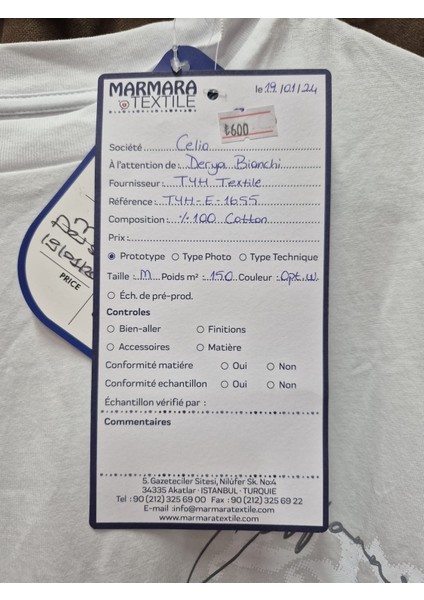 MARMARA
TEXTILE
le 19/01/24
₺600
Société : Celio
À l'attention de : Derya Bianchi
Fournisseur : TYH Textile
Référence : TYH-E-1655
Composition : %100 Cotton
Prix :
Prototype Type Photo Type Technique
Taille : M Poids m² : 150 Couleur : Opt.W.
Éch. de pré-prod.
Controles
Bien-aller Finitions
Accessoires Matière
Conformité matiére Oui Non
Conformité echantillon Oui Non
Échantillon vérifié par :
Commentaires
5. Gazeteciler Sitesi, Nilüfer Sk. No:4
34335 Akatlar · ISTANBUL · TURQUIE
Tel : 90 (212) 325 69 00 Fax : 90 (212) 325 69 22
E-mail :info@marmaratextile.com
www.marmaratextile.com
PRICE